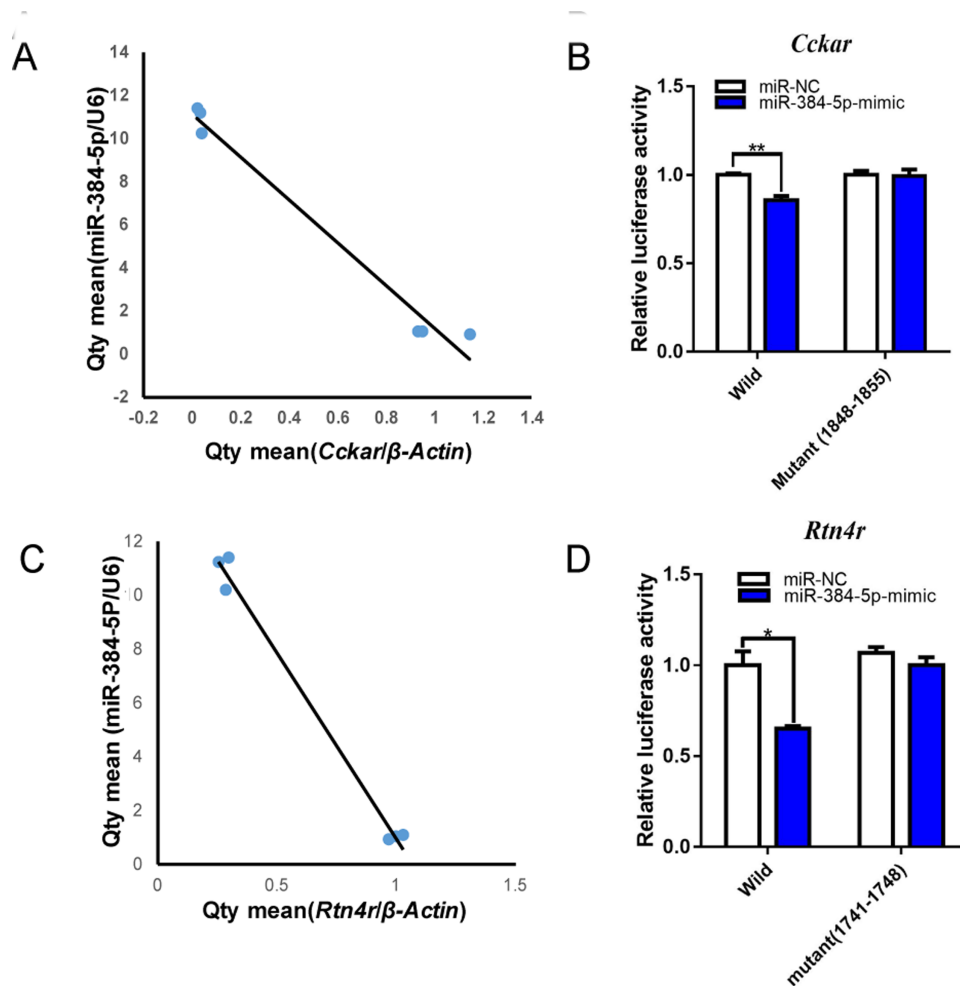 A
Qty mean(miR-384-5p/U6)
14
12
10
8
6
4
2
0
-2
-0.2 0 0.2 0.4 0.6 0.8 1 1.2 1.4
Qty mean(Cckar/β-Actin)
B
Cckar
miR-NC
miR-384-5p-mimic
Relative luciferase activity
1.5
1.0
0.5
0.0
**
Wild
Mutant (1848-1855)
C
Qty mean (miR-384-5P/U6)
12
10
8
6
4
2
0
0 0.5 1 1.5
Qty mean(Rtn4r/β-Actin)
D
Rtn4r
miR-NC
miR-384-5p-mimic
Relative luciferase activity
1.5
1.0
0.5
0.0
*
Wild
mutant(1741-1748)